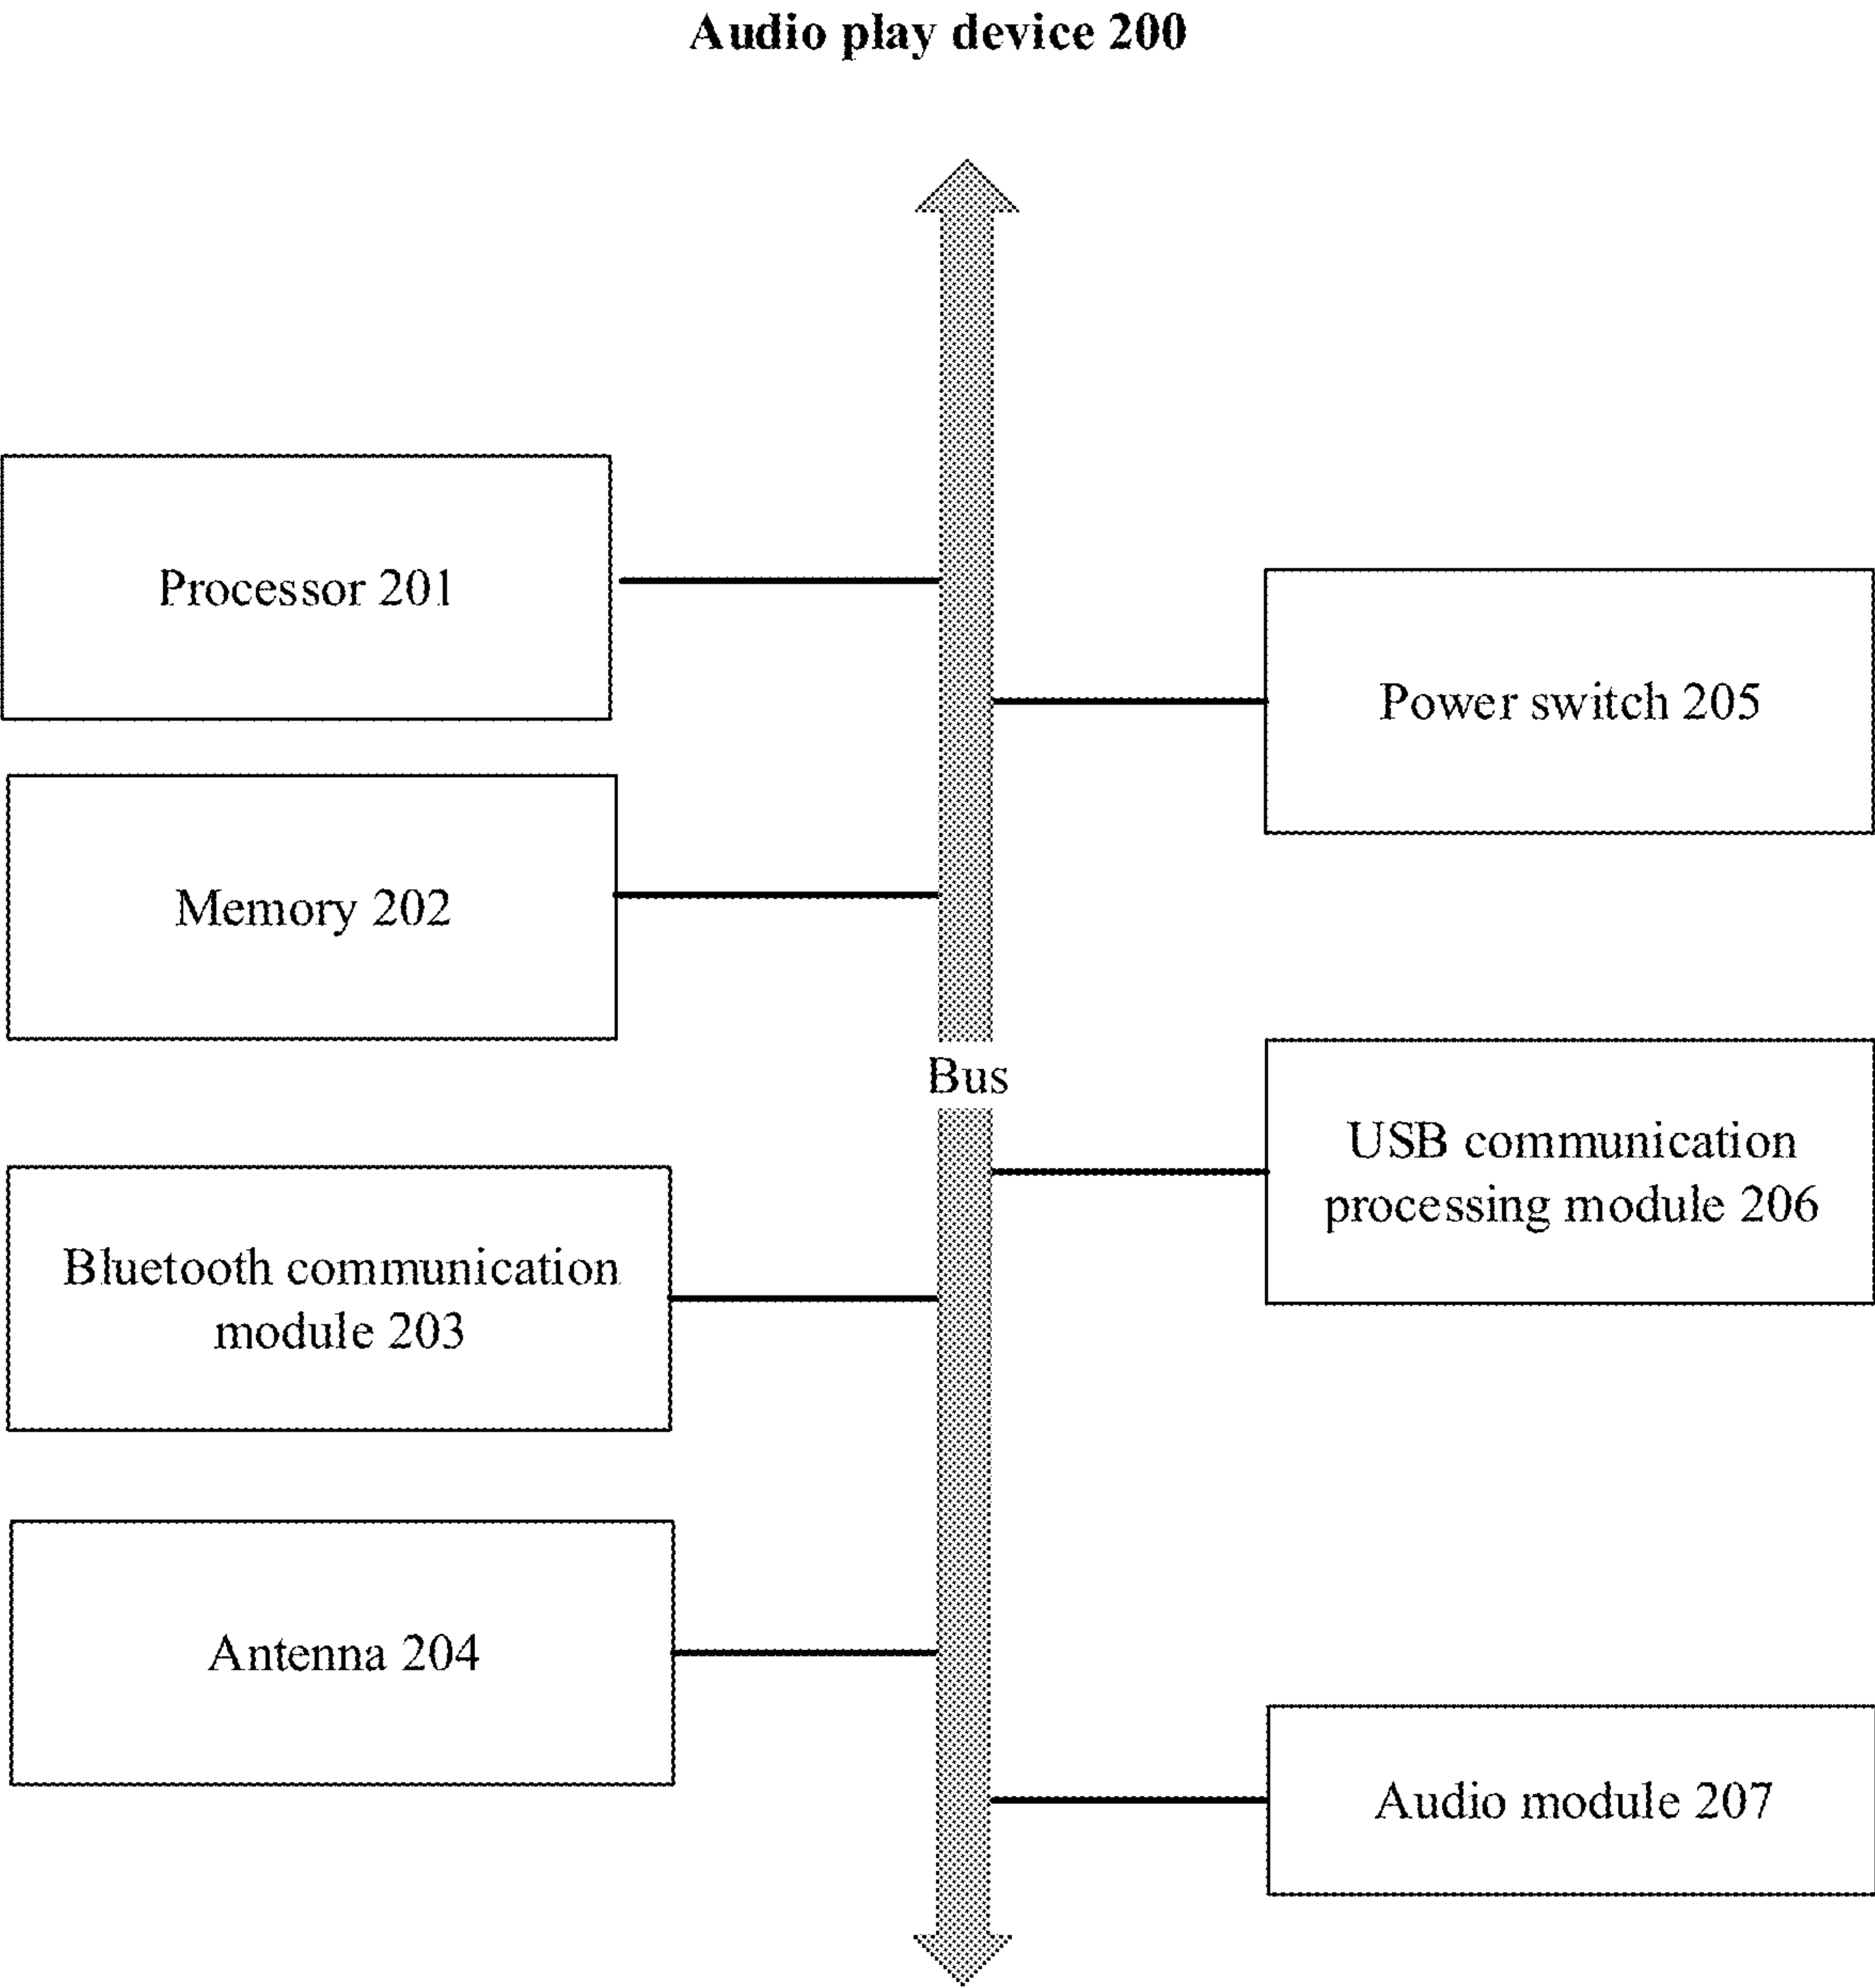 Audio play device 200
Processor 201
Power switch 205
Memory 202
Bus
USB communication
processing module 206
Bluetooth communication
module 203
Antenna 204
Audio module 207